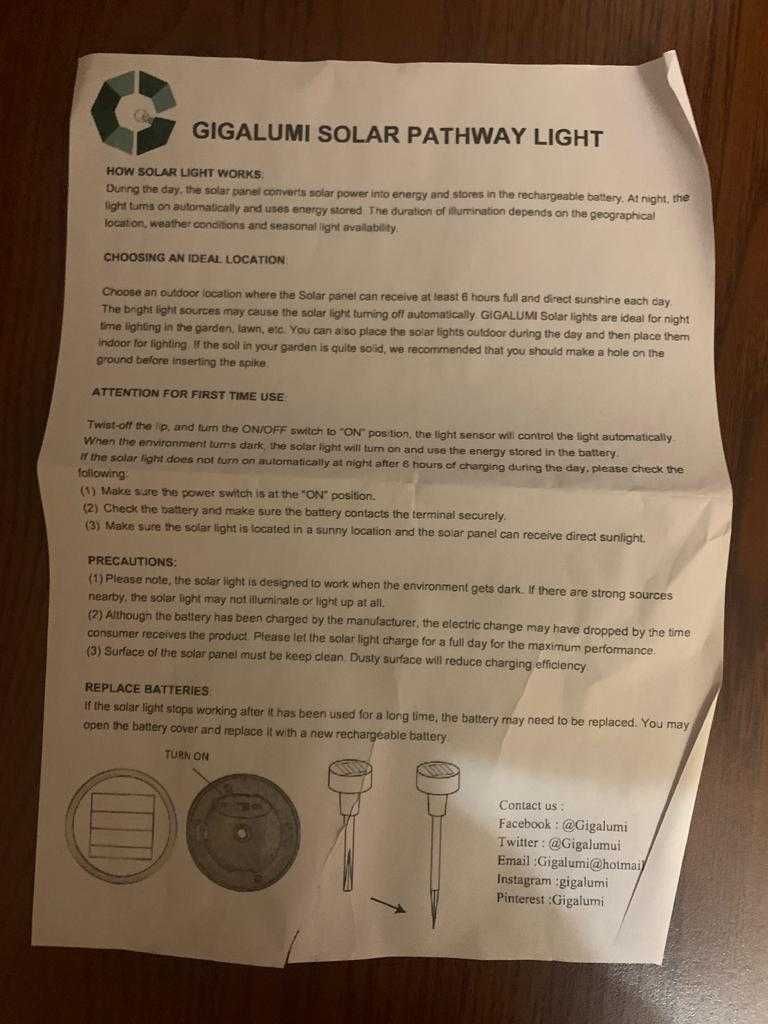 GIGALUMI SOLAR PATHWAY LIGHT
HOW SOLAR LIGHT WORKS:
During the day, the solar panel converts solar power into energy and stores in the rechargeable battery. At night, the
light turns on automatically and uses energy stored. The duration of illumination depends on the geographical
location, weather conditions and seasonal light availability.
CHOOSING AN IDEAL LOCATION:
Choose an outdoor location where the Solar panel can receive at least 6 hours full and direct sunshine each day.
The bright light sources may cause the solar light turning off automatically. GIGALUMI Solar lights are ideal for night
time lighting in the garden, lawn, etc. You can also place the solar lights outdoor during the day and then place them
indoor for lighting. If the soil in your garden is quite solid, we recommended that you should make a hole on the
ground before inserting the spike.
ATTENTION FOR FIRST TIME USE:
Twist-off the lip, and turn the ON/OFF switch to "ON" position, the light sensor will control the light automatically.
When the environment turns dark, the solar light will turn on and use the energy stored in the battery.
If the solar light does not turn on automatically at night after 6 hours of charging during the day, please check the
following:
(1) Make sure the power switch is at the "ON" position.
(2) Check the battery and make sure the battery contacts the terminal securely.
(3) Make sure the solar light is located in a sunny location and the solar panel can receive direct sunlight.
PRECAUTIONS:
(1) Please note, the solar light is designed to work when the environment gets dark. If there are strong sources
nearby, the solar light may not illuminate or light up at all.
(2) Although the battery has been charged by the manufacturer, the electric change may have dropped by the time
consumer receives the product. Please let the solar light charge for a full day for the maximum performance.
(3) Surface of the solar panel must be keep clean. Dusty surface will reduce charging efficiency.
REPLACE BATTERIES:
If the solar light stops working after it has been used for a long time, the battery may need to be replaced. You may
open the battery cover and replace it with a new rechargeable battery.
TURN ON
Contact us :
Facebook : @Gigalumi
Twitter : @Gigalumui
Email :Gigalumi@hotmail
Instagram :gigalumi
Pinterest :Gigalumi